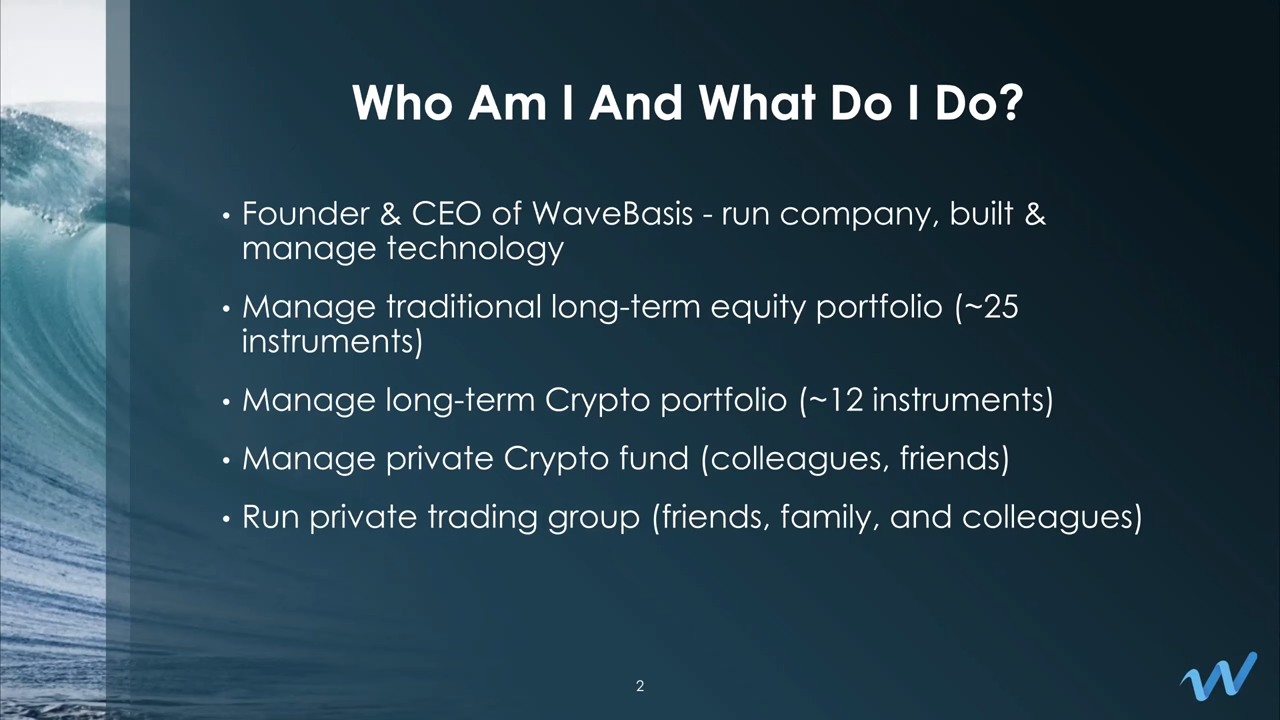 Who Am I And What Do I Do?
• Founder & CEO of WaveBasis - run company, built &
manage technology
• Manage traditional long-term equity portfolio (~25
instruments)
• Manage long-term Crypto portfolio (~12 instruments)
• Manage private Crypto fund (colleagues, friends)
• Run private trading group (friends, family, and colleagues)
2